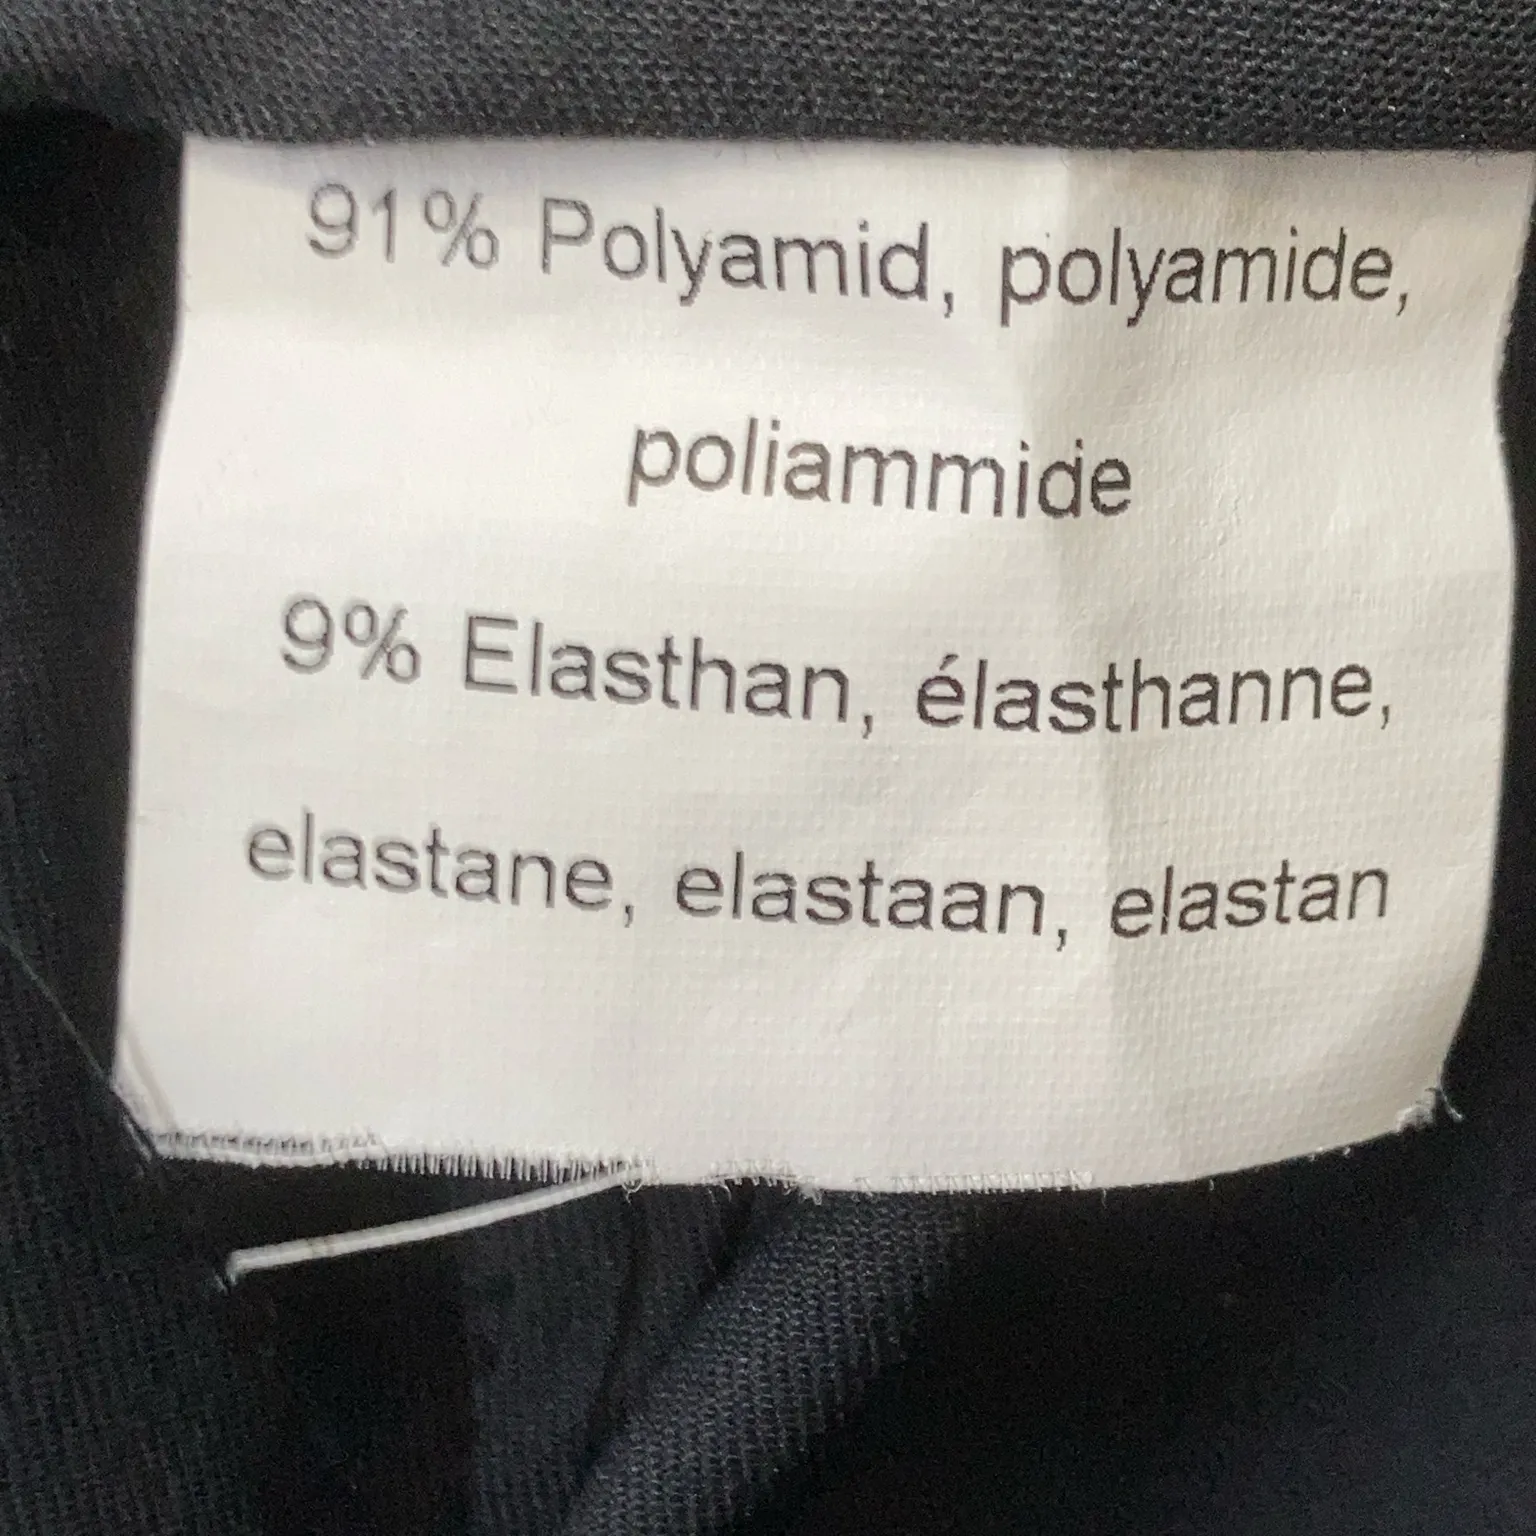 91% Polyamid, polyamide,
poliammide
9% Elasthan, élasthanne,
elastane, elastaan, elastan